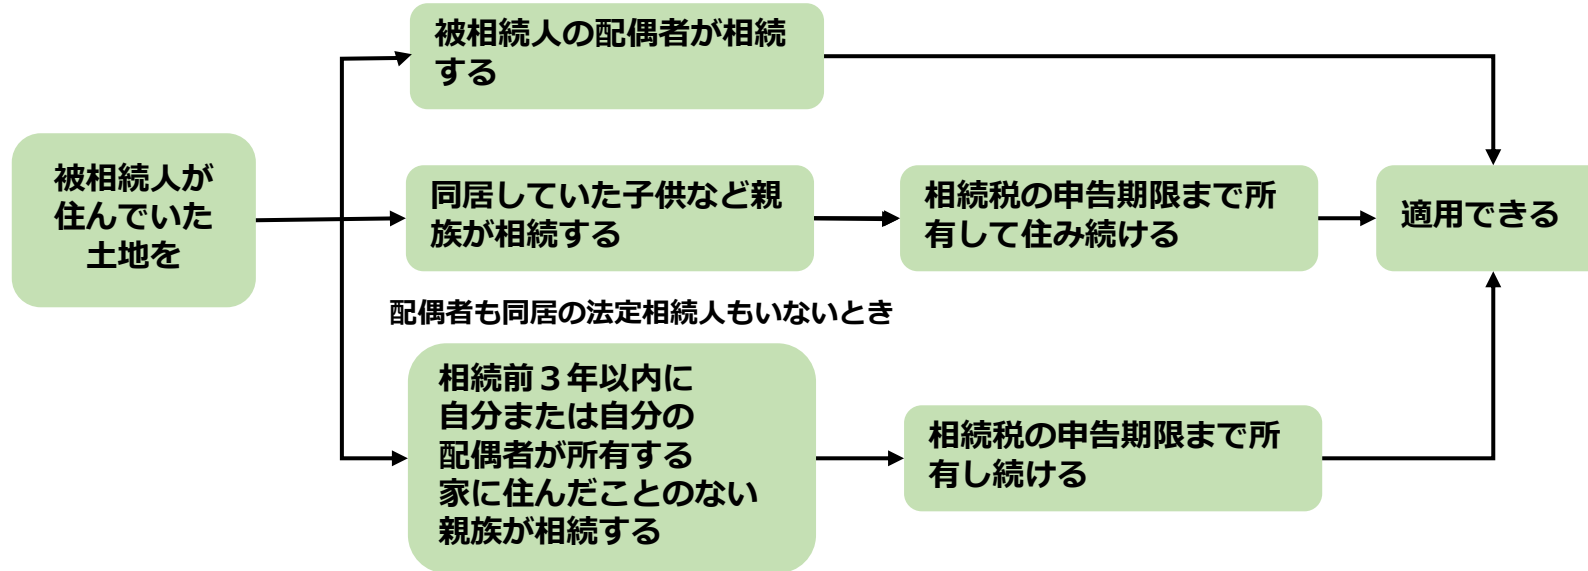 被相続人の配偶者が相続
する
被相続人が
住んでいた
土地を
同居していた子供など親
族が相続する
相続税の申告期限まで所
有して住み続ける
適用できる
配偶者も同居の法定相続人もいないとき
相続前３年以内に
自分または自分の
配偶者が所有する
家に住んだことのない
親族が相続する
相続税の申告期限まで所
有し続ける